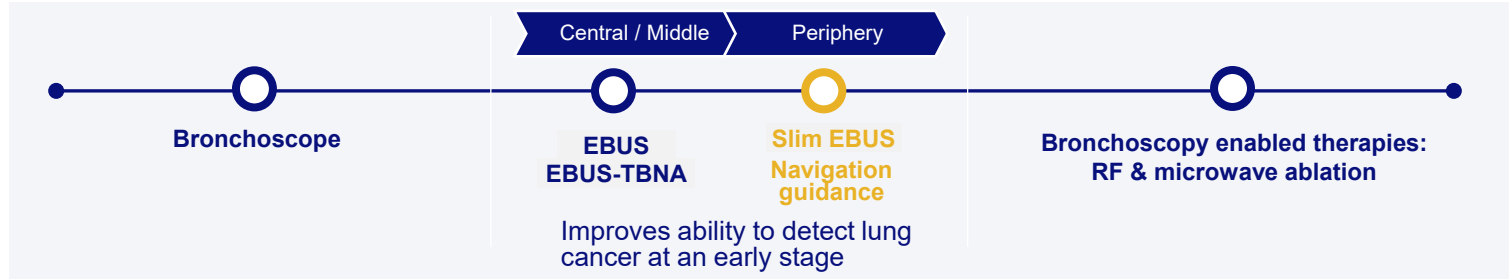 Central / Middle
Periphery
Bronchoscope
EBUS
EBUS-TBNA
Slim EBUS
Navigation
guidance
Improves ability to detect lung
cancer at an early stage
Bronchoscopy enabled therapies:
RF & microwave ablation